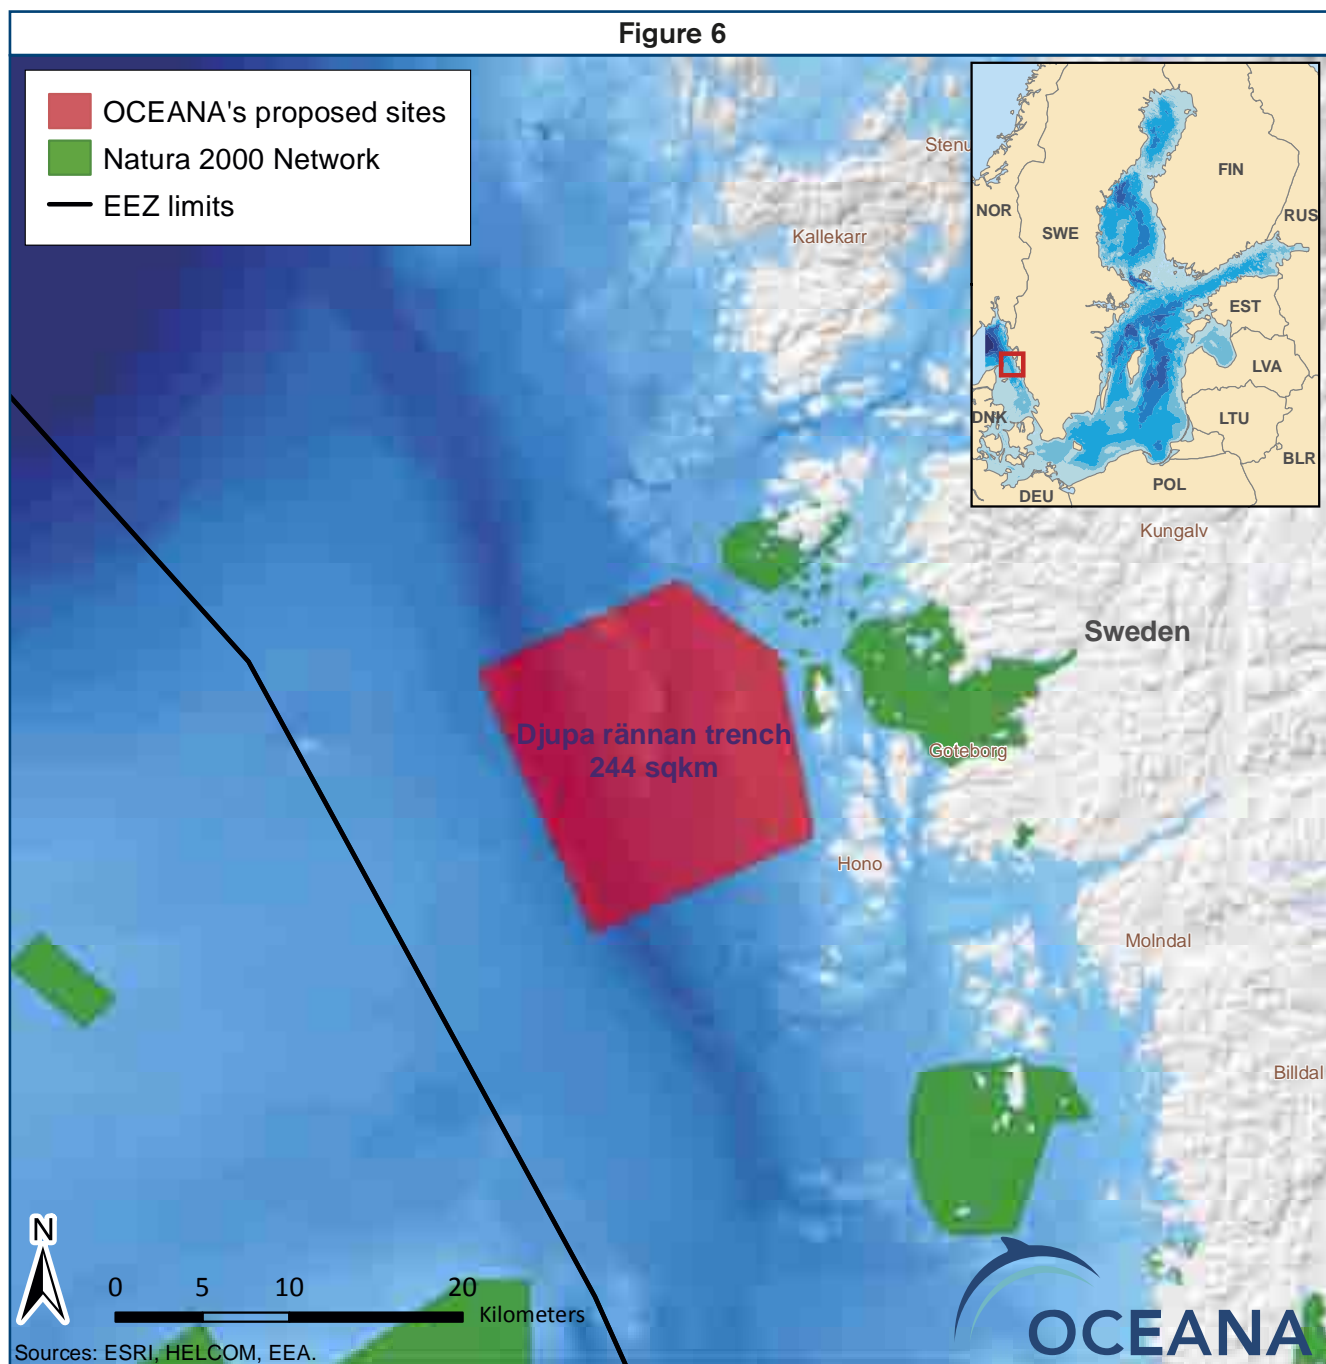 Figure 6
OCEANA's proposed sites
Natura 2000 Network
EEZ limits
NOR
SWE
FIN
RUS
EST
LVA
LTU
BLR
DNK
DEU
POL
Stenu
Kallekarr
Kungalv
Sweden
Djupa rännan trench
244 sqkm
Goteborg
Hono
Molndal
Billdal
N
0 5 10 20
Kilometers
Sources: ESRI, HELCOM, EEA.
OCEANA